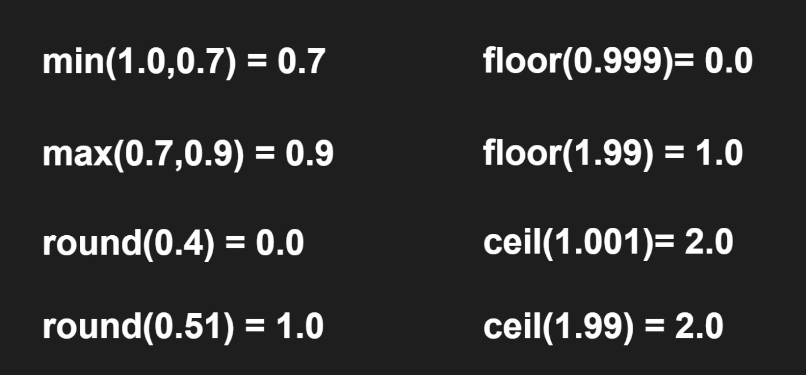 min(1.0,0.7) = 0.7
max(0.7,0.9) = 0.9
round(0.4) = 0.0
round(0.51) = 1.0
floor(0.999)= 0.0
floor(1.99) = 1.0
ceil(1.001)= 2.0
ceil(1.99) = 2.0